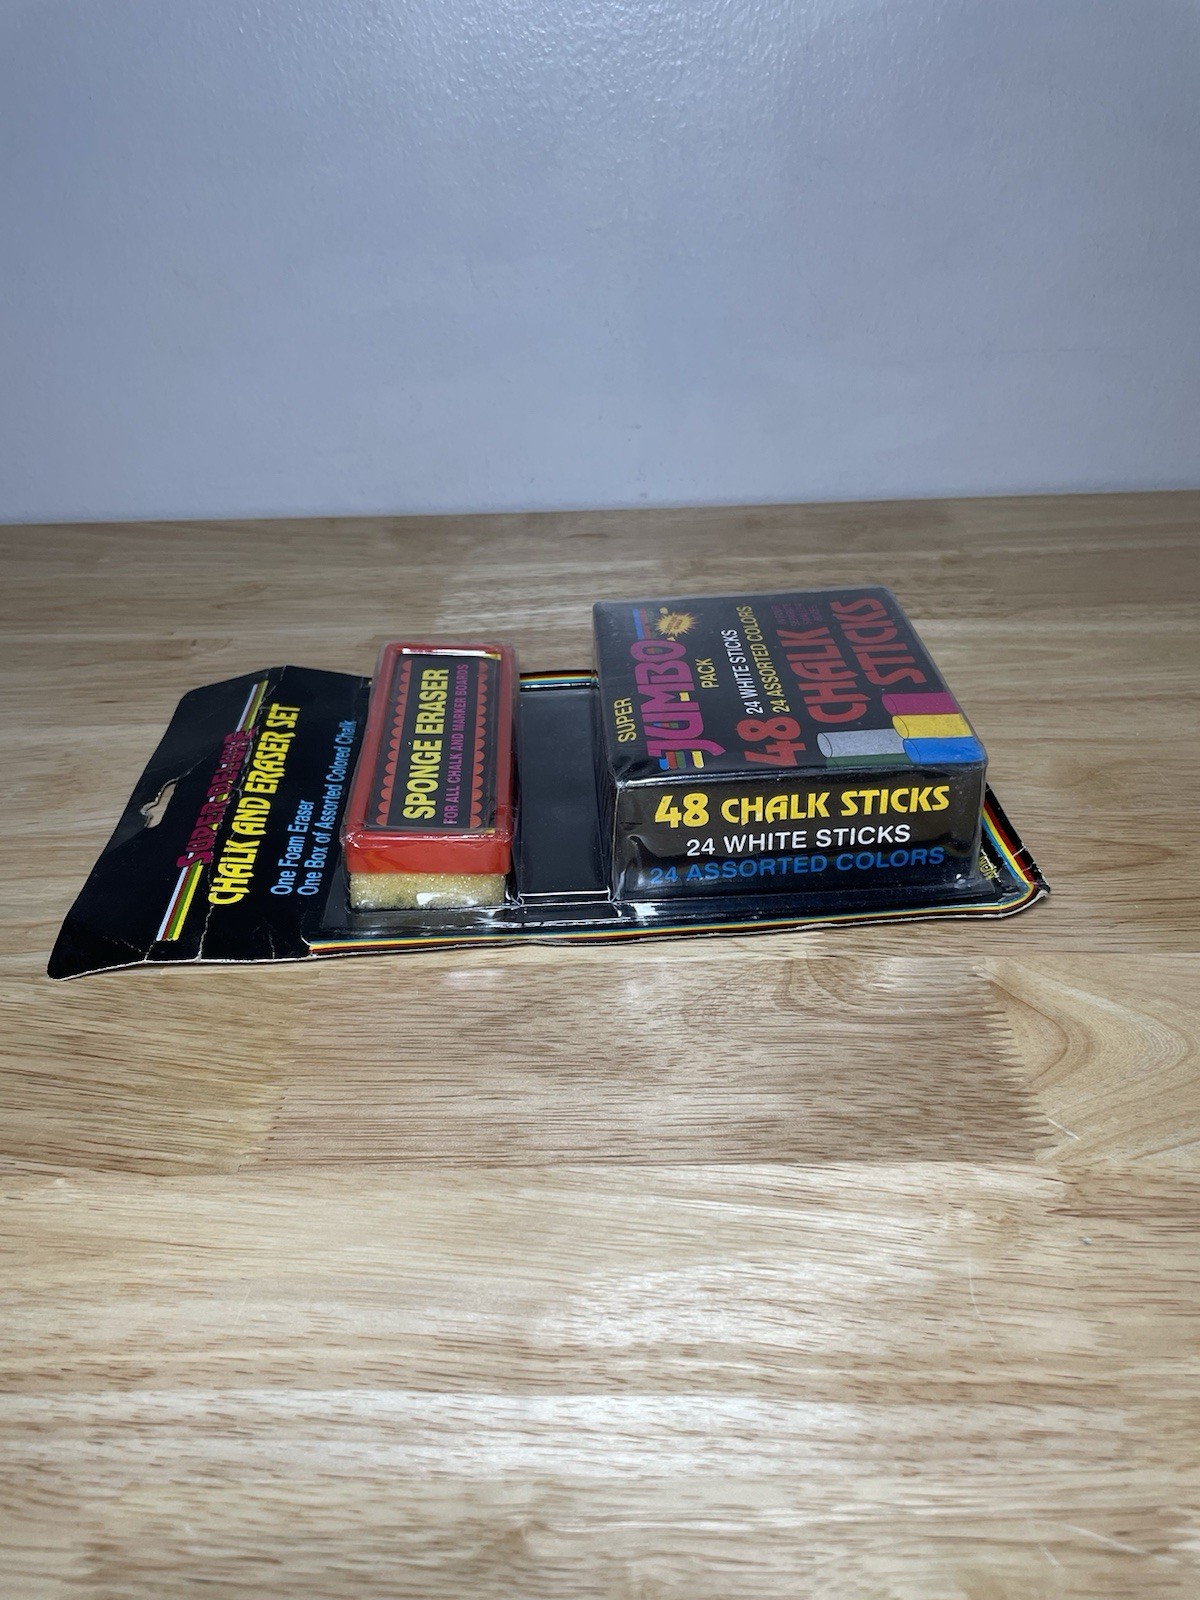 SUPER DELUXE
CHALK AND ERASER SET
One Foam Eraser
One Box of Assorted Colored Chalk
SPONGE ERASER
FOR ALL CHALK AND MARKER BOARDS
SUPER
JUMBO
PACK
48
24 WHITE STICKS
24 ASSORTED COLORS
CHALK
STICKS
48 CHALK STICKS
24 WHITE STICKS
24 ASSORTED COLORS